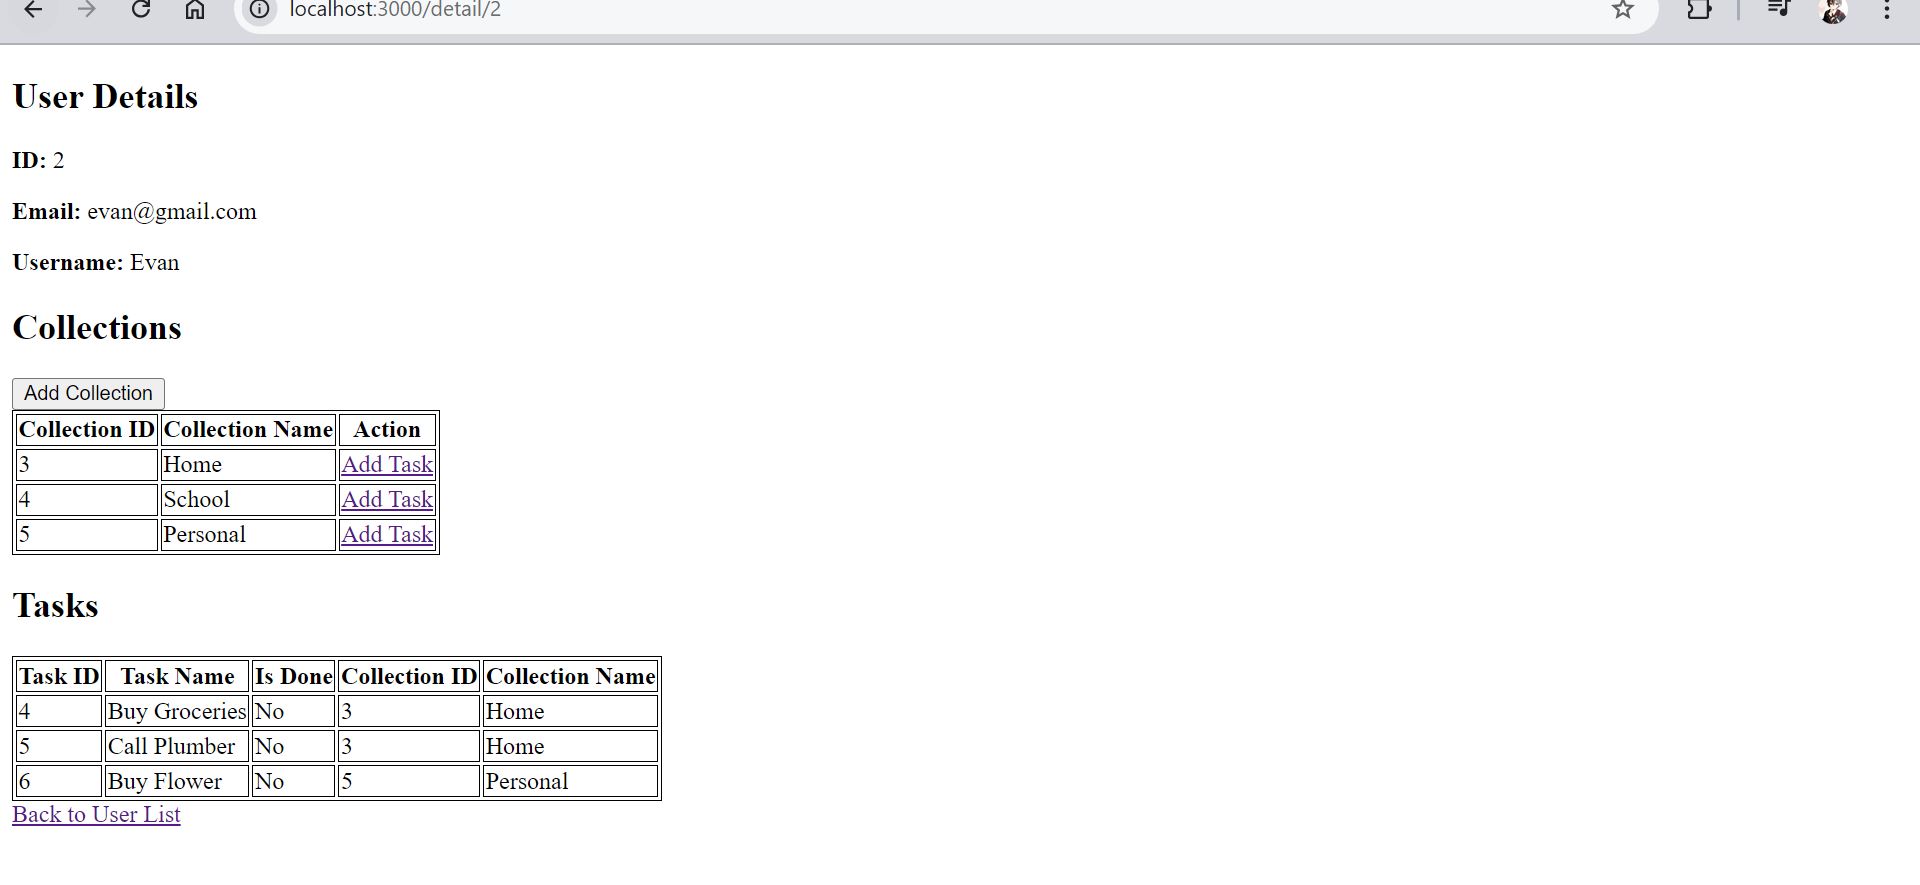 localhost:3000/detail/2
User Details
ID: 2
Email: evan@gmail.com
Username: Evan
Collections
Add Collection
Collection ID Collection Name Action
3 Home Add Task
4 School Add Task
5 Personal Add Task
Tasks
Task ID Task Name Is Done Collection ID Collection Name
4 Buy Groceries No 3 Home
5 Call Plumber No 3 Home
6 Buy Flower No 5 Personal
Back to User List